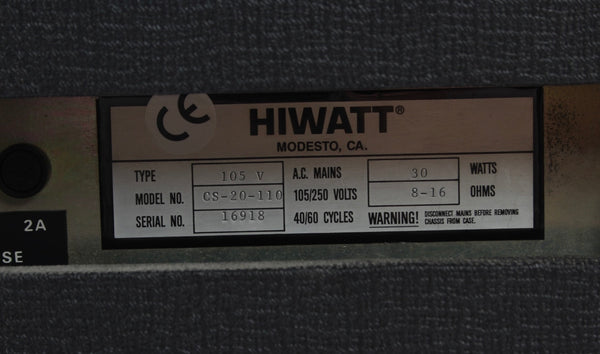 CE
HIWATT®
MODESTO, CA.
TYPE 105 V A.C. MAINS 30 WATTS
MODEL NO. CS-20-110 105/250 VOLTS 8-16 OHMS
SERIAL NO. 16918 40/60 CYCLES WARNING! DISCONNECT MAINS BEFORE REMOVING
CHASSIS FROM CASE.
2A
SE